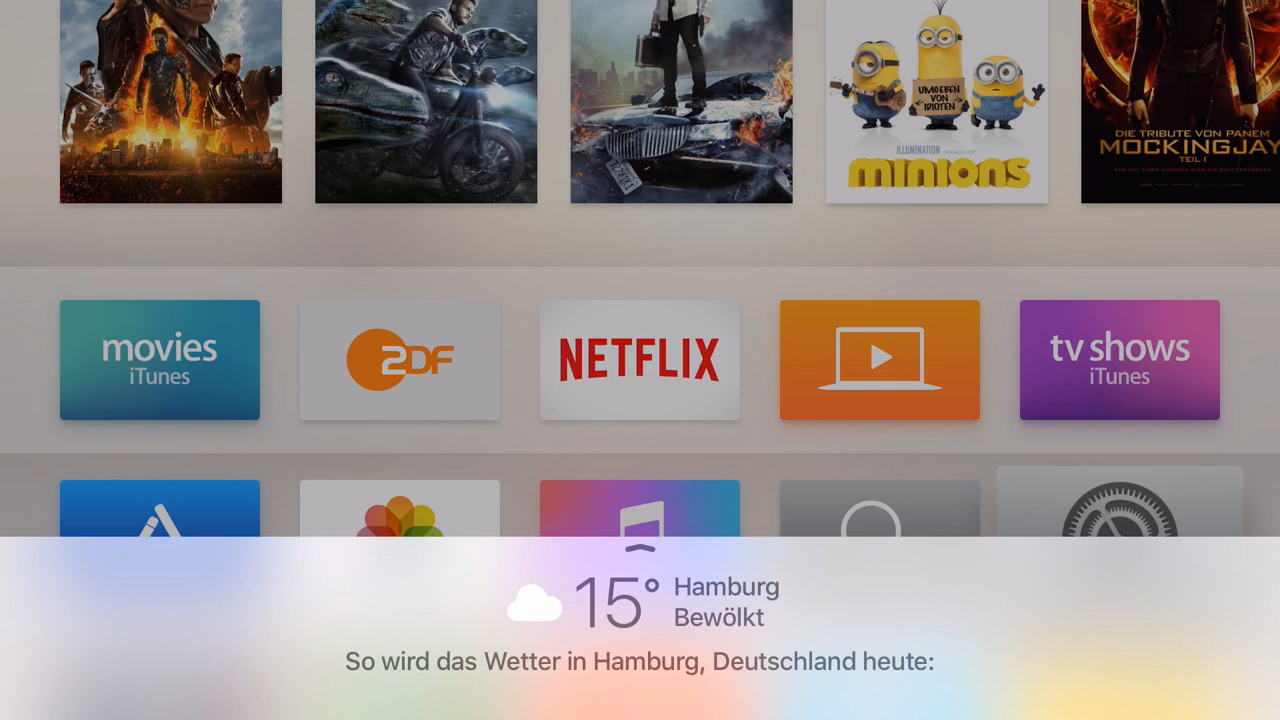 UMGEBEN
VON
IDIOTEN
ILLUMINATION
minions
DIE TRIBUTE VON PANEM
MOCKINGJAY
TEIL 1
movies
iTunes
ZDF
NETFLIX
tv shows
iTunes
15° Hamburg
Bewölkt
So wird das Wetter in Hamburg, Deutschland heute: